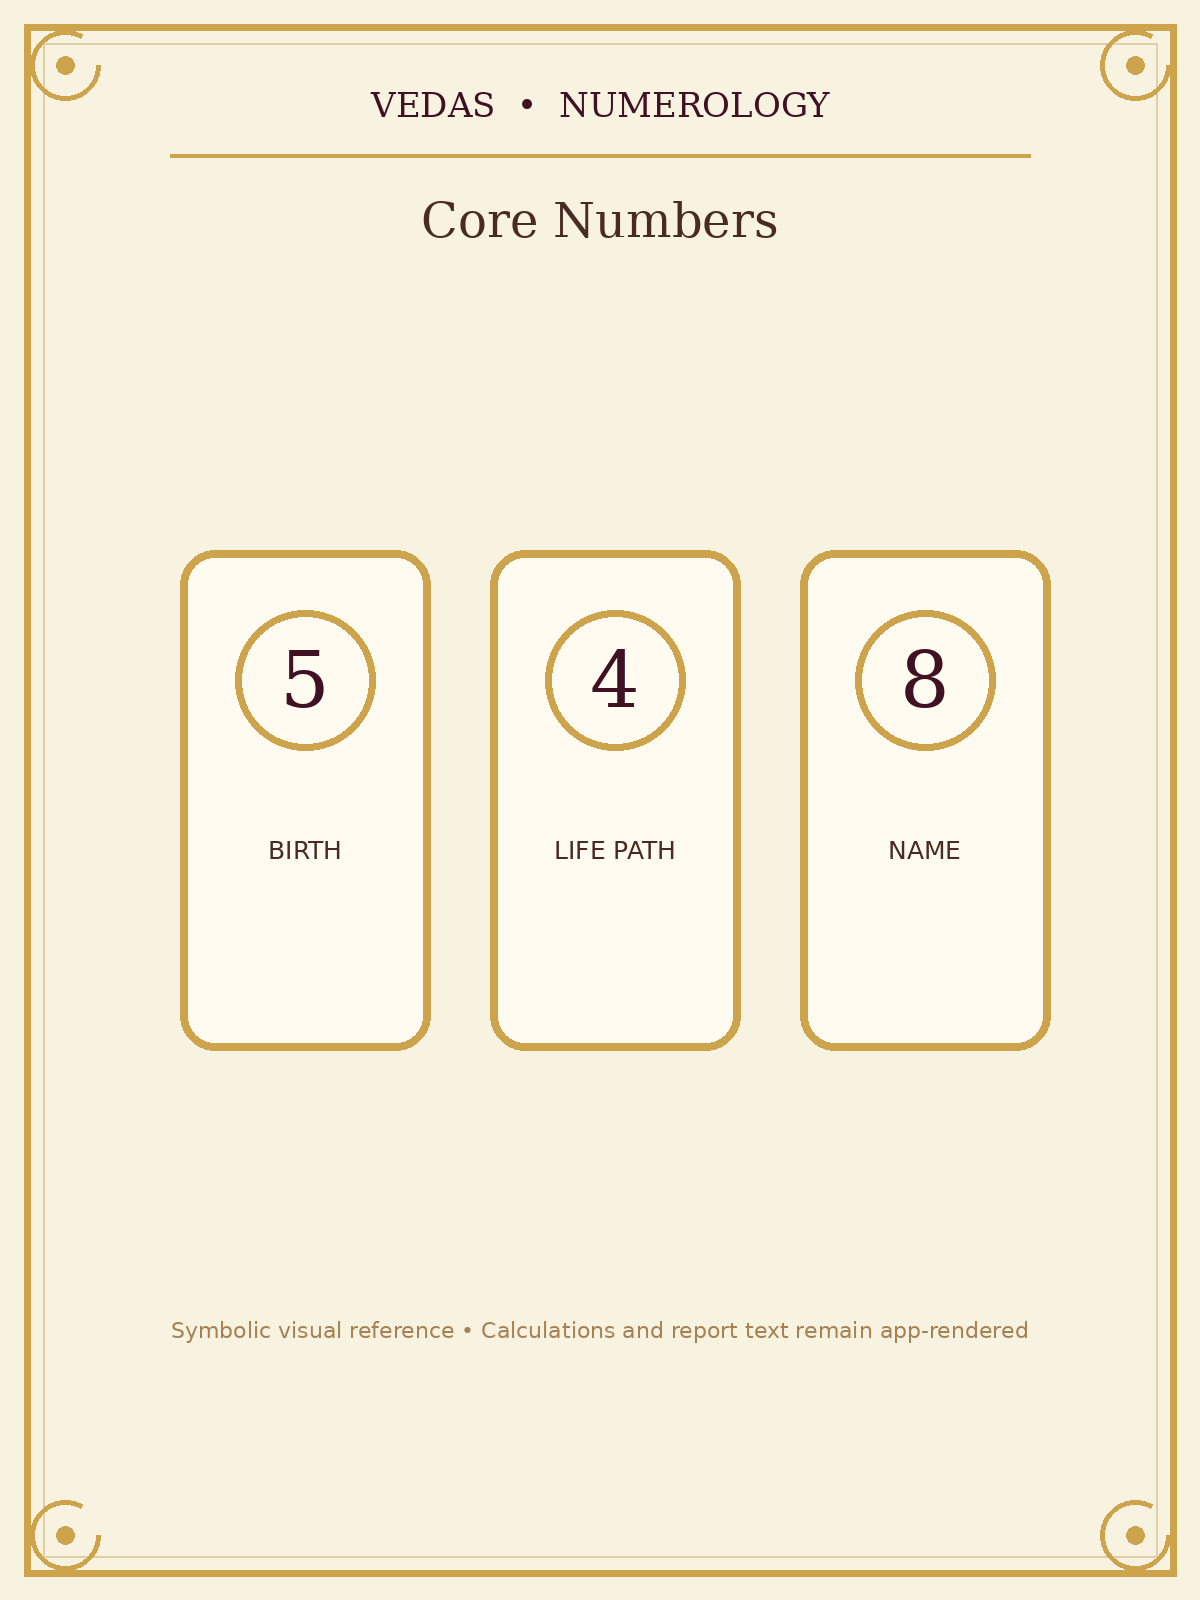 VEDAS • NUMEROLOGY
Core Numbers
5 4 8
BIRTH LIFE PATH NAME
Symbolic visual reference • Calculations and report text remain app-rendered